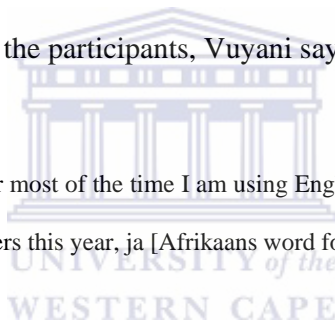 the participants, Vuyani say
r most of the time I am using Eng
ers this year, ja [Afrikaans word fo
UNIVERSITY of the
WESTERN CAPE